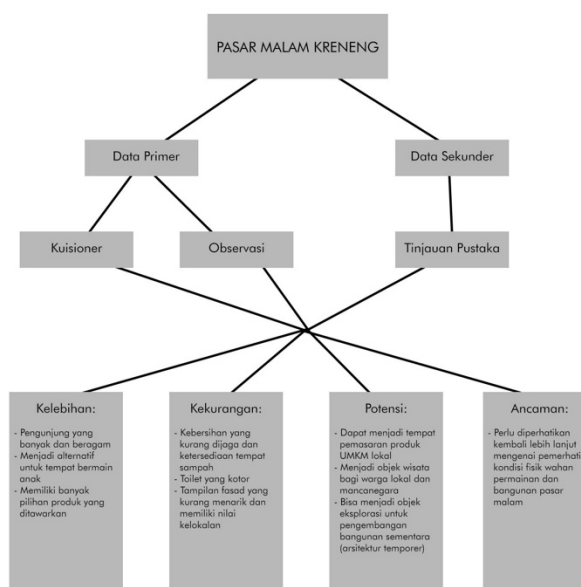 PASAR MALAM KRENENG
Data Primer
Data Sekunder
Kuisioner
Observasi
Tinjauan Pustaka
Kelebihan:
- Pengunjung yang
banyak dan beragam
- Menjadi alternatif
untuk tempat bermain
anak
- Memiliki banyak
pilihan produk yang
ditawarkan
Kekurangan:
- Kebersihan yang
kurang dijaga dan
ketersediaan tempat
sampah
- Toilet yang kotor
- Tampilan fasad yang
kurang menarik dan
memiliki nilai
kelokalan
Potensi:
- Dapat menjadi tempat
pemasaran produk
UMKM lokal
- Menjadi objek wisata
bagi warga lokal dan
mancanegara
- Bisa menjadi objek
eksplorasi untuk
pengembangan
bangunan sementara
(arsitektur temporer)
Ancaman:
- Perlu diperhatikan
kembali lebih lanjut
mengenai pemerhati
kondisi fisik wahan
permainan dan
bangunan pasar
malam